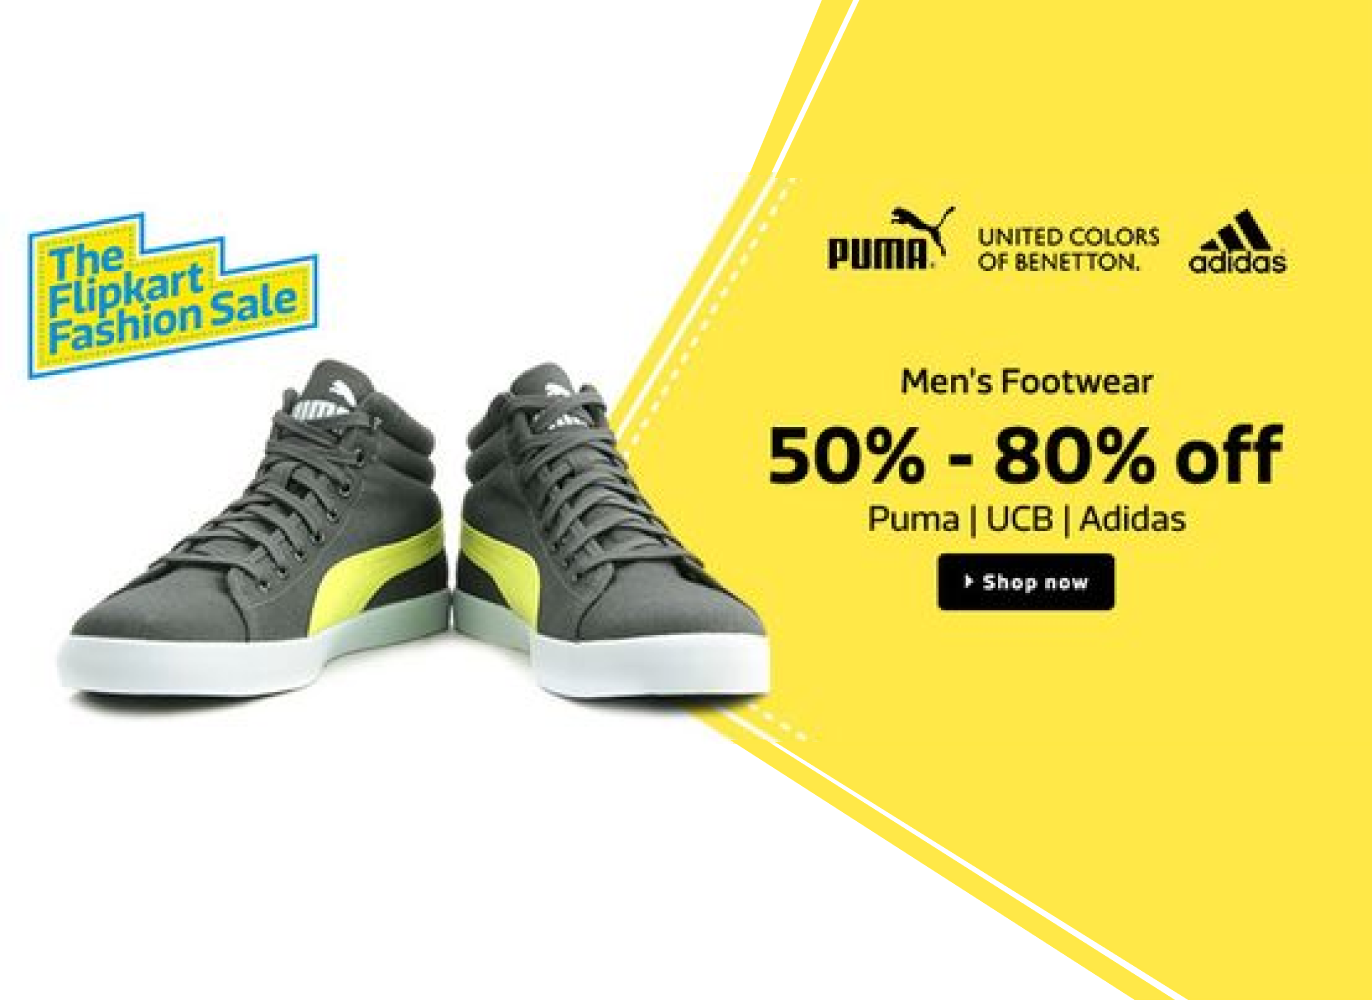 The
Flipkart
Fashion Sale
PUMA
UNITED COLORS
OF BENETTON.
adidas
Men's Footwear
50% - 80% off
Puma | UCB | Adidas
Shop now